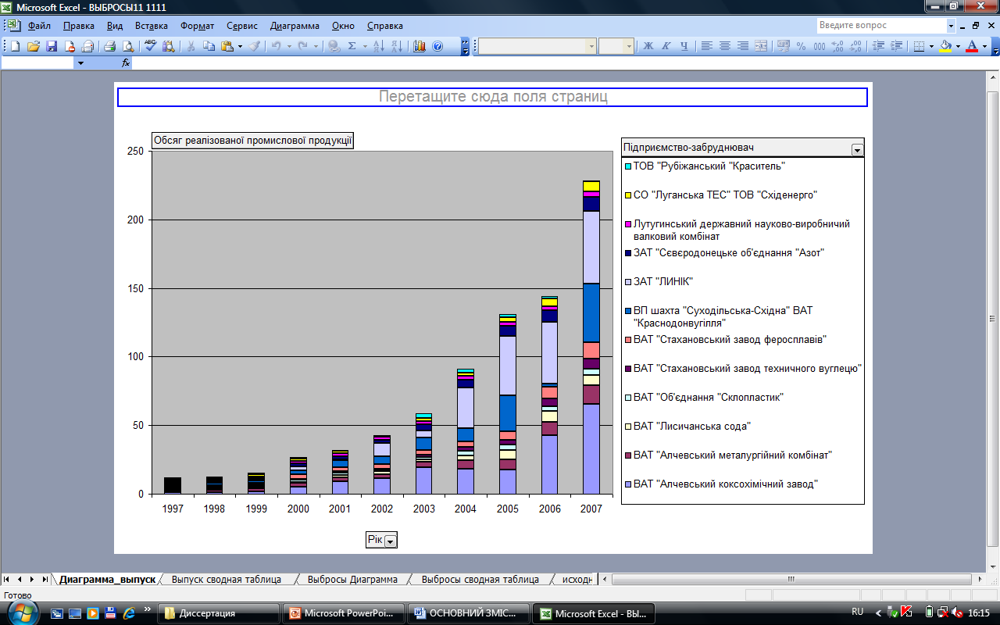 Microsoft Excel - ВЫБРОСЫ11 1111
Файл Правка Вид Вставка Формат Сервис Диаграмма Окно Справка
Введите вопрос
Ж К Ч
% 000
fx
Перетащите сюда поля страниц
Обсяг реалізованої промислової продукції
250
200
150
100
50
0
1997 1998 1999 2000 2001 2002 2003 2004 2005 2006 2007
Рік
Підприємство-забруднювач
ТОВ "Рубіжанський "Краситель"
СО "Луганська ТЕС" ТОВ "Східенерго"
Лутугинський державний науково-виробничий
валковий комбінат
ЗАТ "Сєвєродонецьке об'єднання "Азот"
ЗАТ "ЛИНІК"
ВП шахта "Суходільська-Східна" ВАТ
"Краснодонвугілля"
ВАТ "Стахановський завод феросплавів"
ВАТ "Стахановський завод техничного вуглецю"
ВАТ "Об'єднання "Склопластик"
ВАТ "Лисичанська сода"
ВАТ "Алчевський металургійний комбінат"
ВАТ "Алчевський коксохімічний завод"
Диаграмма_выпуск Выпуск сводная таблица Выбросы Диаграмма Выбросы сводная таблица исходн
Готово
Диссертация Microsoft PowerPoi... ОСНОВНИЙ ЗМІС... Microsoft Excel - ВЫ... RU 16:15